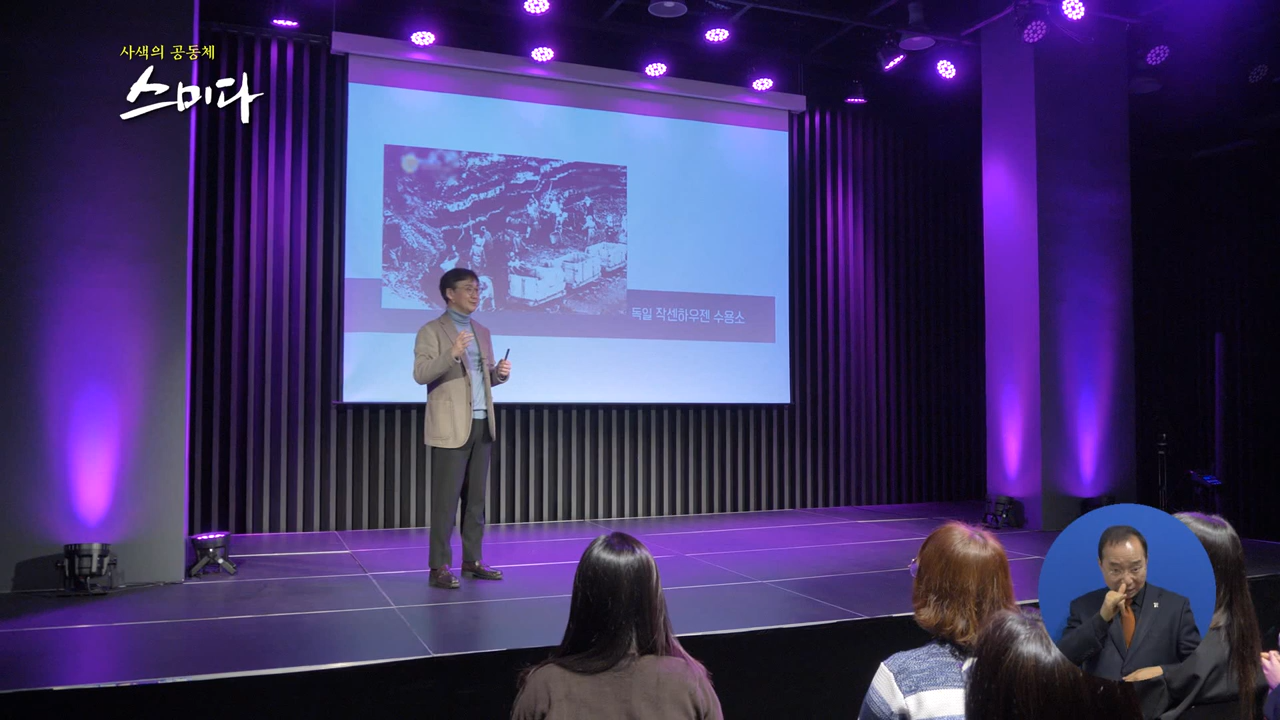 사색의 공동체
스미다
독일 작센하우젠 수용소